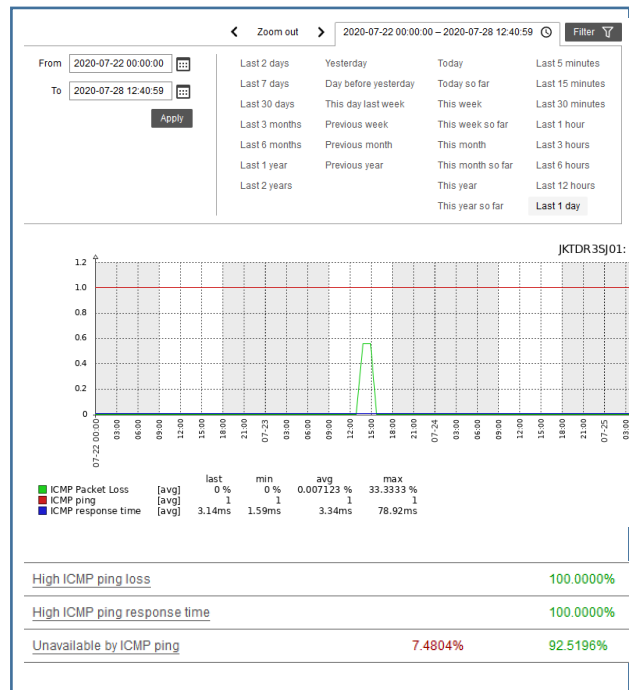 Zoom out 2020-07-22 00:00:00 – 2020-07-28 12:40:59 Filter
From 2020-07-22 00:00:00
To 2020-07-28 12:40:59
Apply
Last 2 days Yesterday Today Last 5 minutes
Last 7 days Day before yesterday Today so far Last 15 minutes
Last 30 days This day last week This week Last 30 minutes
Last 3 months Previous week This week so far Last 1 hour
Last 6 months Previous month This month Last 3 hours
Last 1 year Previous year This month so far Last 6 hours
Last 2 years This year Last 12 hours
This year so far Last 1 day
JKTDR3SJ01:
1.2
1.0
0.8
0.6
0.4
0.2
0
07-22 00:00 03:00 06:00 09:00 12:00 15:00 18:00 21:00 07-23 03:00 06:00 09:00 12:00 15:00 18:00 21:00 07-24 03:00 06:00 09:00 12:00 15:00 18:00 21:00 07-25 03:00
last min avg max
ICMP Packet Loss [avg] 0 % 0 % 0.007123 % 33.3333 %
ICMP ping [avg] 1 1 1 1
ICMP response time [avg] 3.14ms 1.59ms 3.34ms 78.92ms
High ICMP ping loss 100.0000%
High ICMP ping response time 100.0000%
Unavailable by ICMP ping 7.4804% 92.5196%